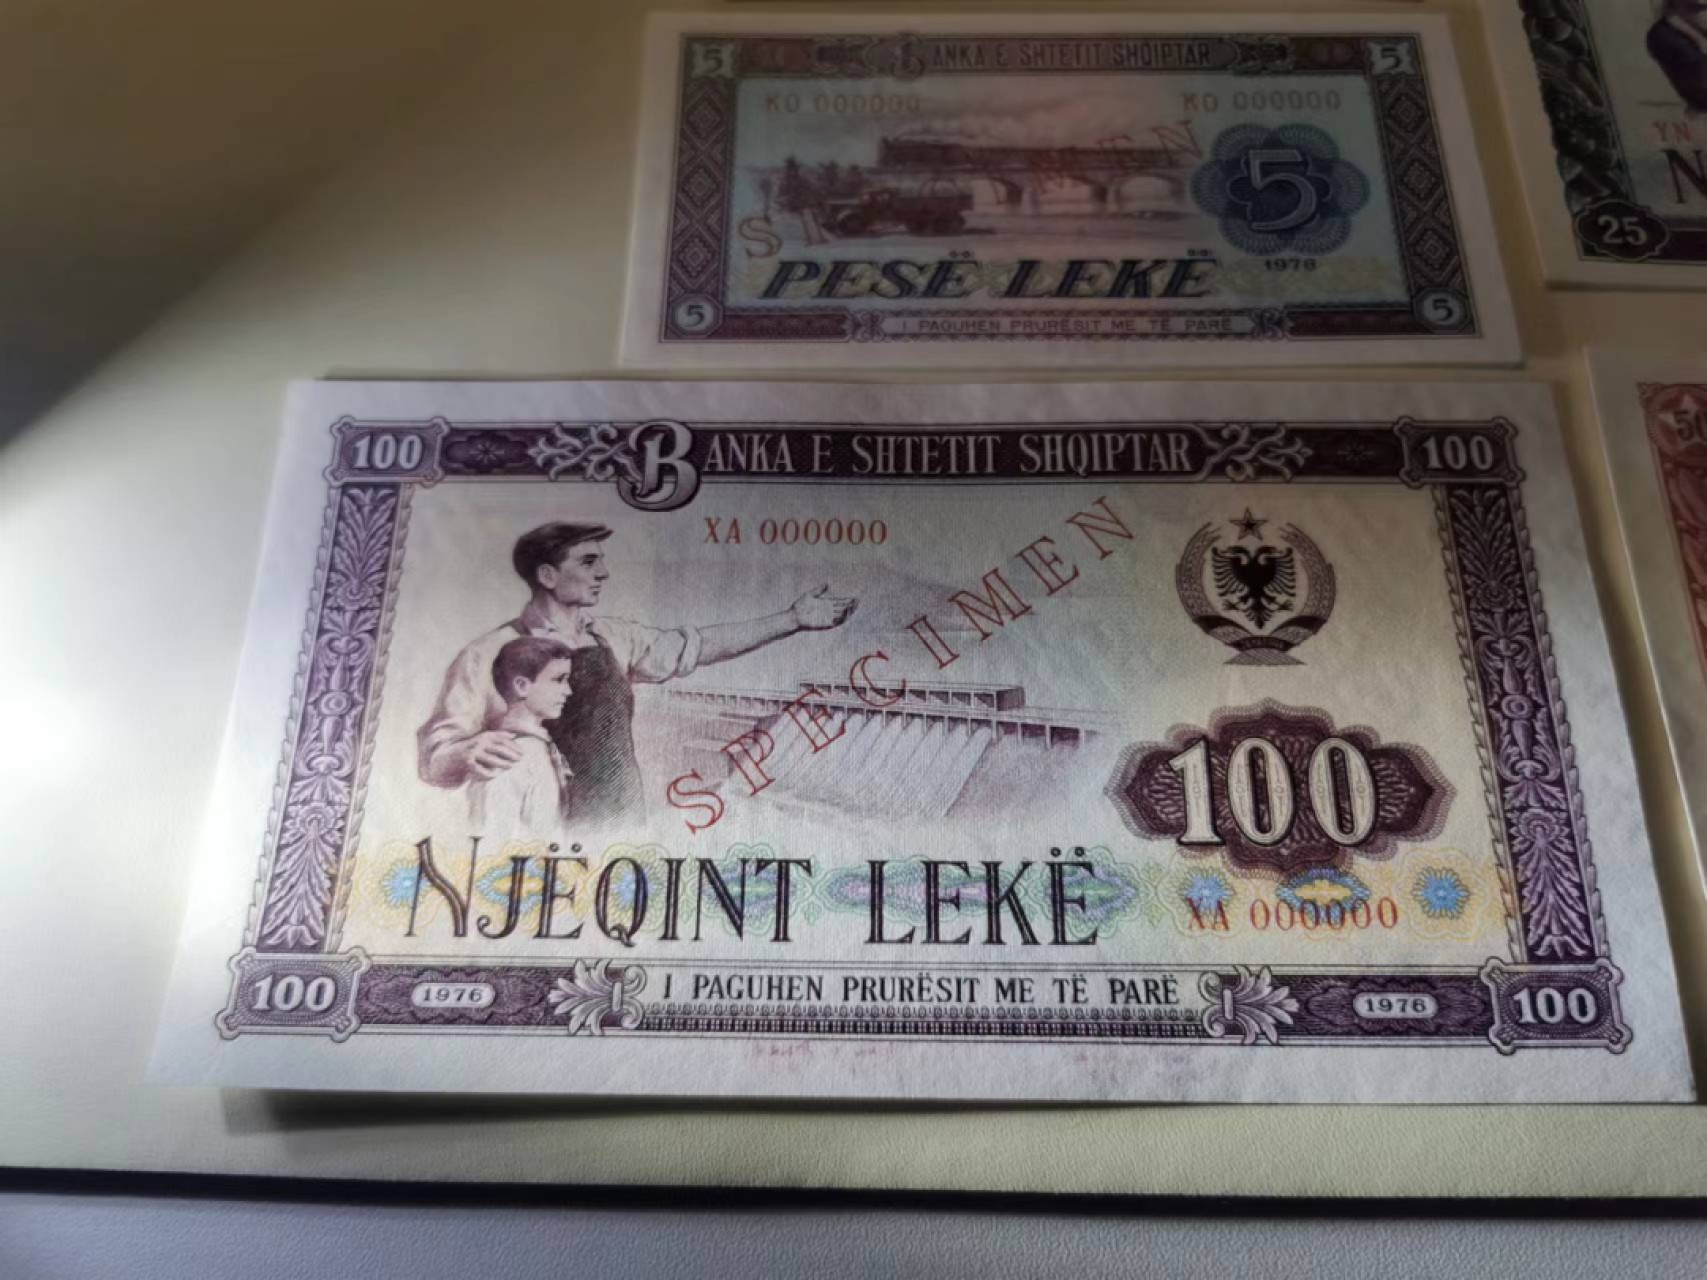 5 BANKA E SHTETIT SHQIPTAR 5
KO 000000 KO 000000
SPECIMEN
5
PESË LEKË 1976
5 I PAGUHEN PRURËSIT ME TË PARË 5
YN
25
100 BANKA E SHTETIT SHQIPTAR 100
XA 000000
SPECIMEN
100
NJËQINT LEKË
XA 000000
100 1976 I PAGUHEN PRURËSIT ME TË PARË 1976 100